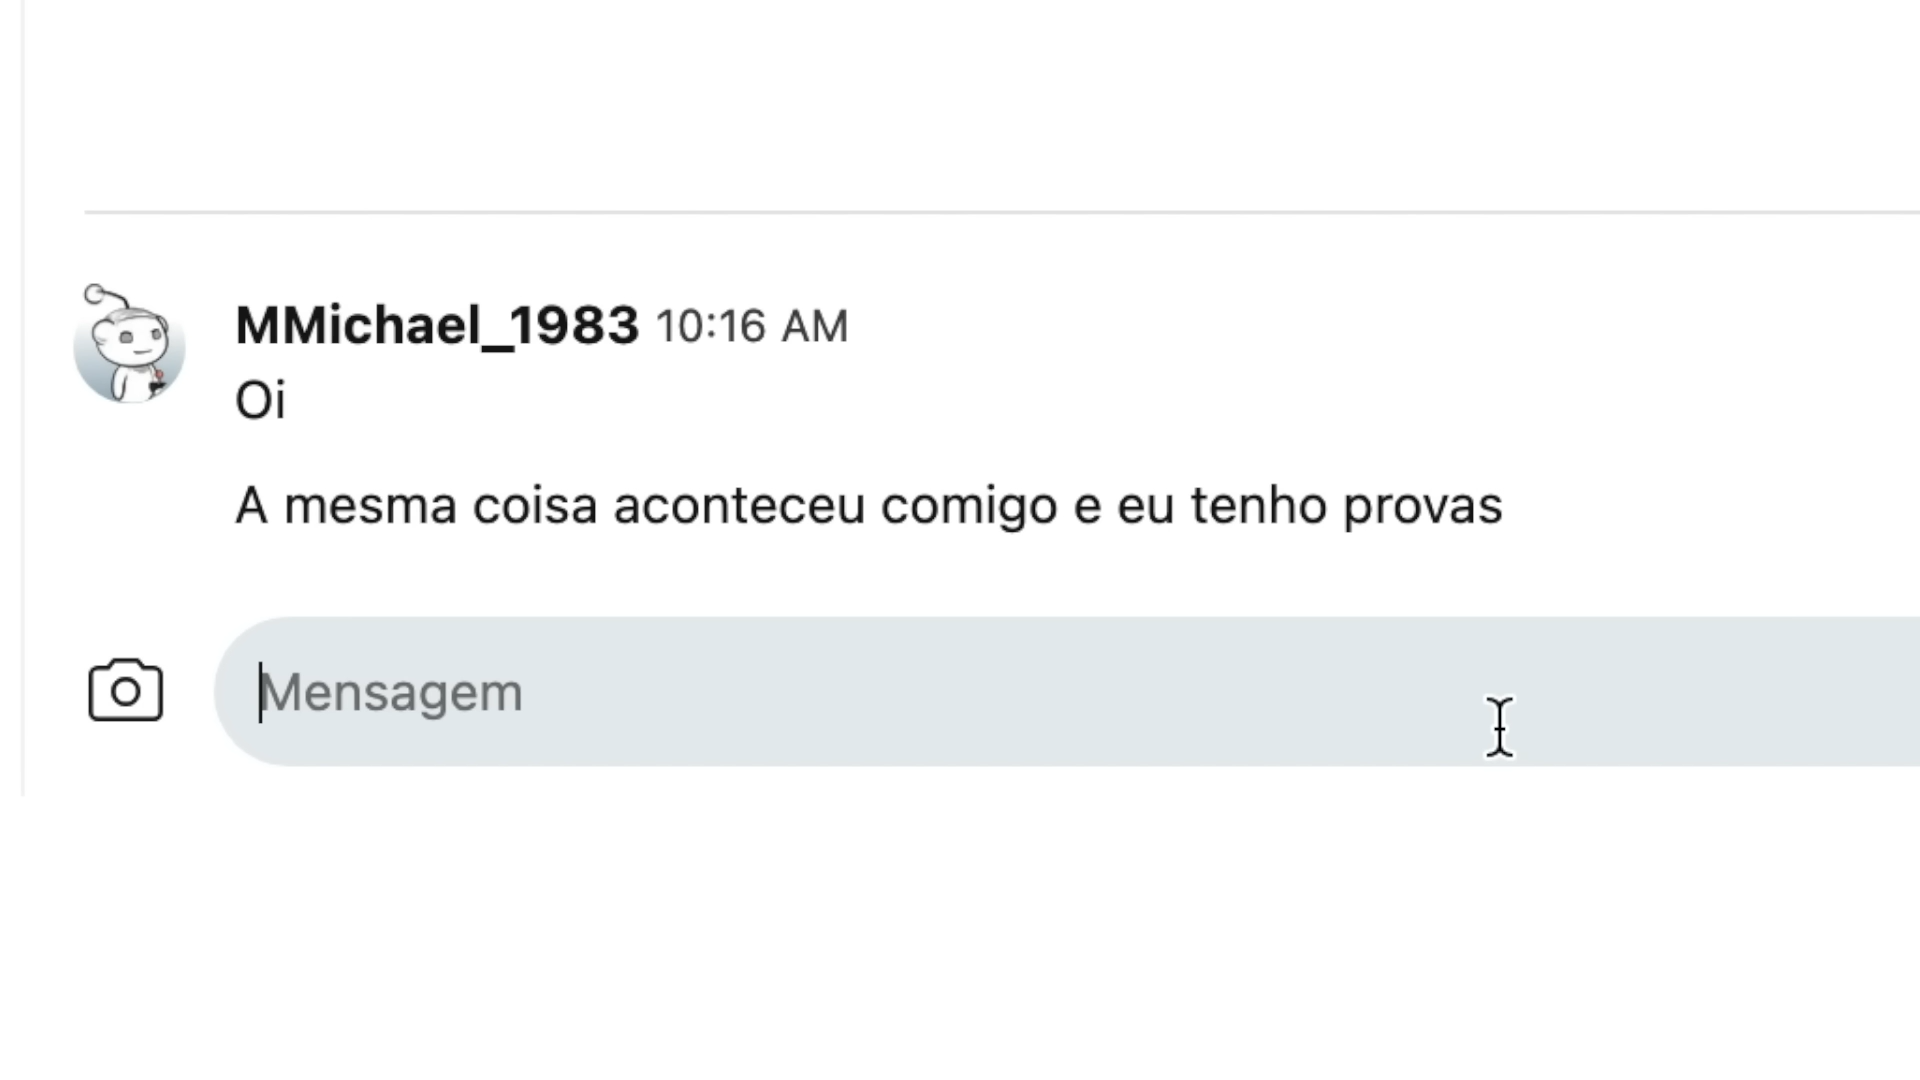 MMichael_1983 10:16 AM
Oi
A mesma coisa aconteceu comigo e eu tenho provas
Mensagem